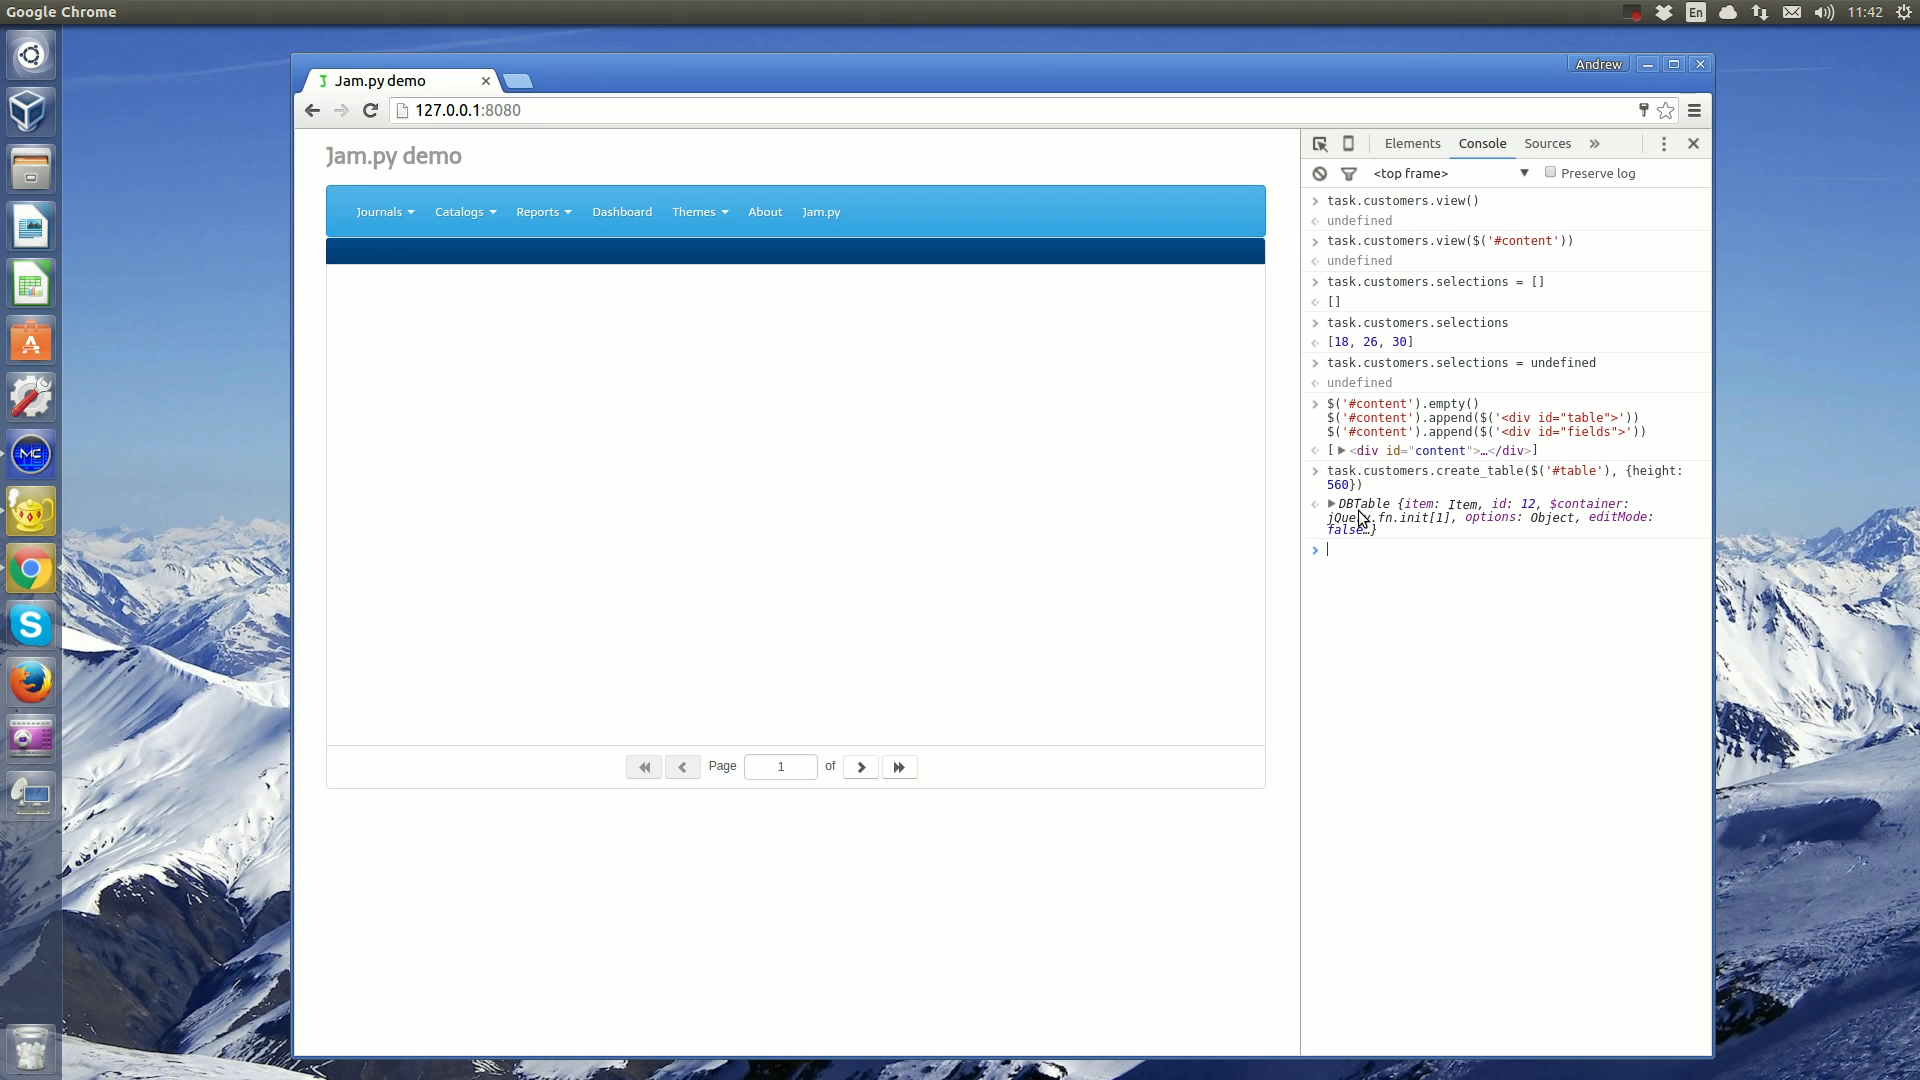 Google Chrome
En
11:42
Andrew
Jam.py demo
127.0.0.1:8080
Jam.py demo
Journals
Catalogs
Reports
Dashboard
Themes
About
Jam.py
Page
1
of
Elements
Console
Sources
<top frame>
Preserve log
task.customers.view()
undefined
task.customers.view($('#content'))
undefined
task.customers.selections = []
[]
task.customers.selections
[18, 26, 30]
task.customers.selections = undefined
undefined
$('#content').empty()
$('#content').append($('<div id="table">'))
$('#content').append($('<div id="fields">'))
[<div id="content">…</div>]
task.customers.create_table($('#table'), {height:
560})
DBTable {item: Item, id: 12, $container:
jQuery.fn.init[1], options: Object, editMode:
false…}
MC
S